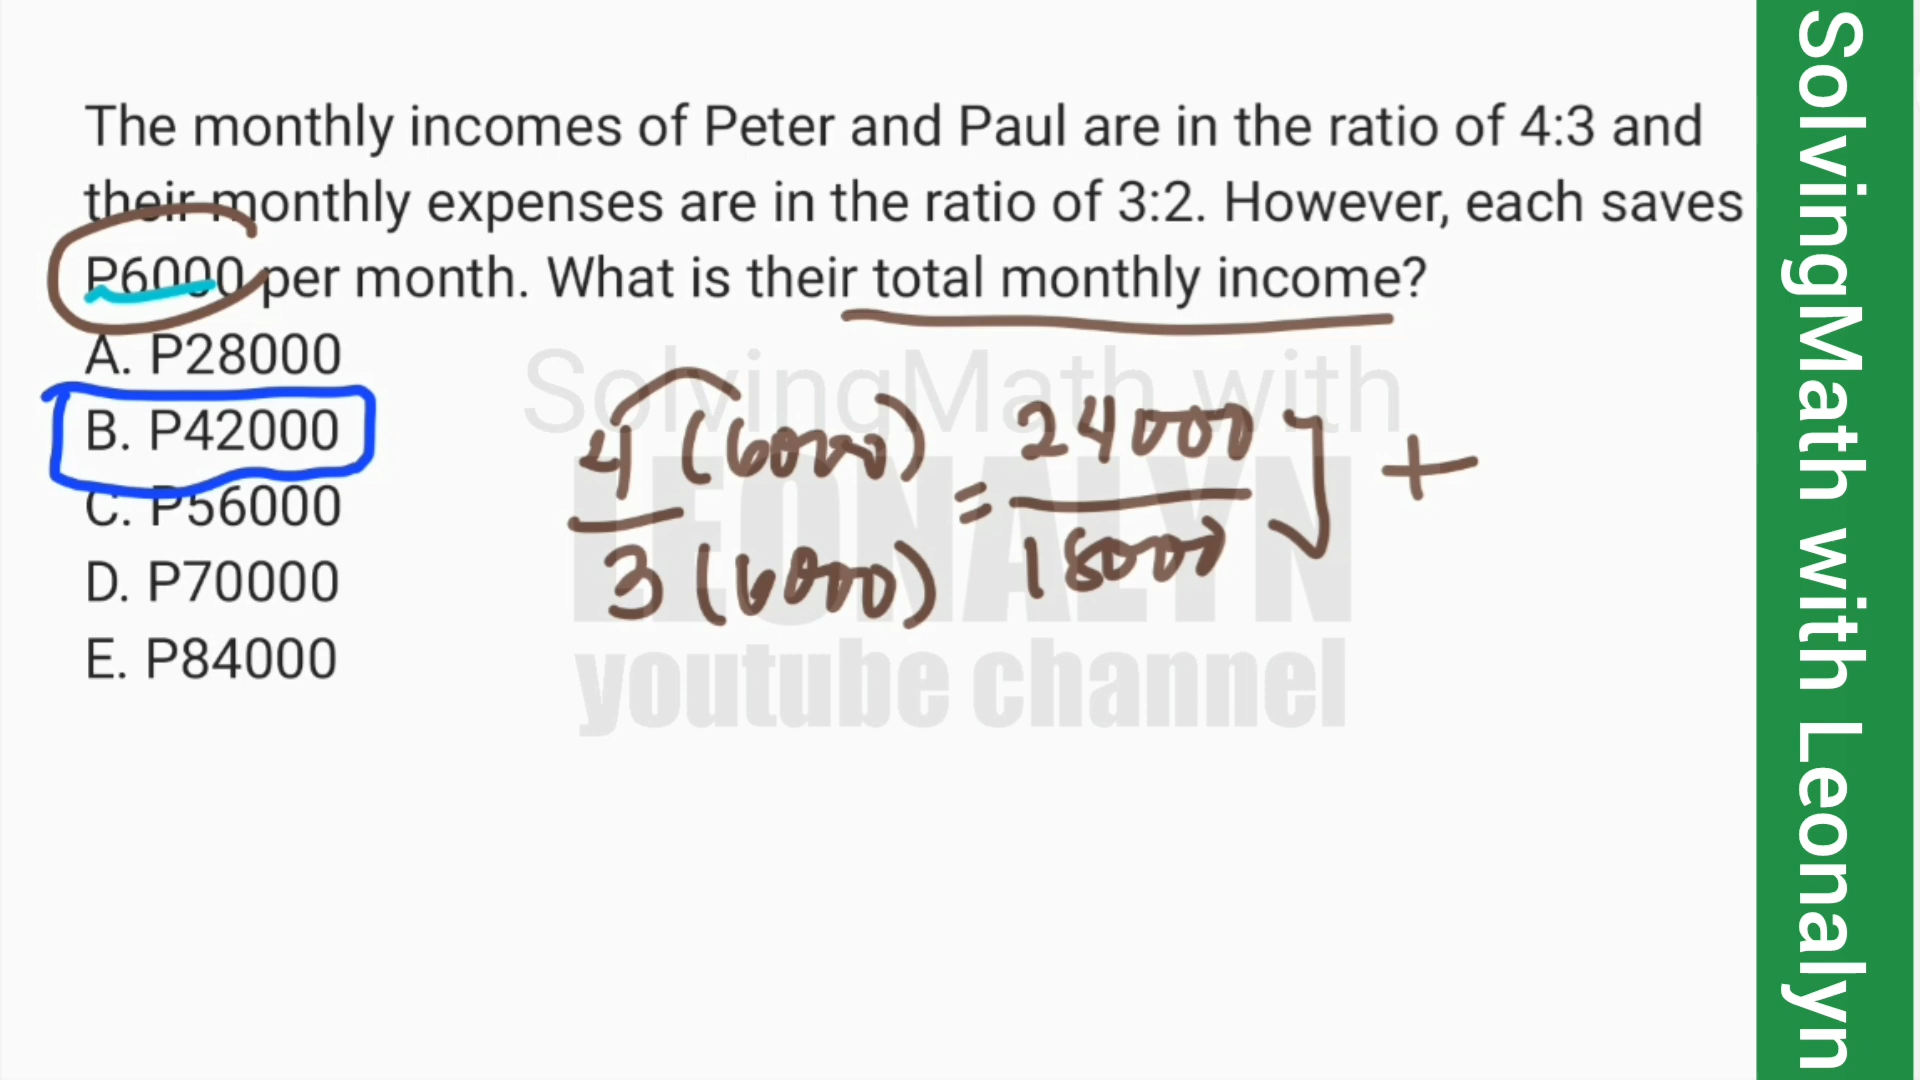 The monthly incomes of Peter and Paul are in the ratio of 4:3 and
their monthly expenses are in the ratio of 3:2. However, each saves
P6000 per month. What is their total monthly income?
A. P28000
B. P42000
C. P56000
D. P70000
E. P84000
SolvingMath with
LEONALYN
youtube channel
4 (6000) = 24000 ] +
3 (6000) 18000
SolvingMath with Leonalyn